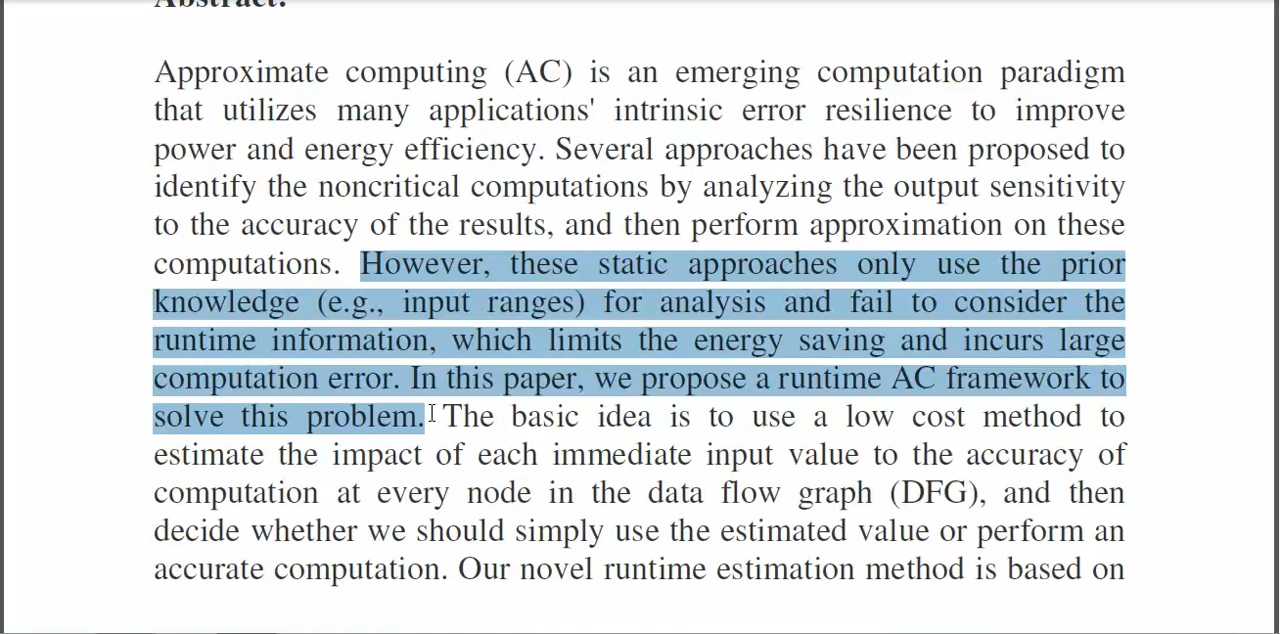 Abstract:
Approximate computing (AC) is an emerging computation paradigm
that utilizes many applications' intrinsic error resilience to improve
power and energy efficiency. Several approaches have been proposed to
identify the noncritical computations by analyzing the output sensitivity
to the accuracy of the results, and then perform approximation on these
computations. However, these static approaches only use the prior
knowledge (e.g., input ranges) for analysis and fail to consider the
runtime information, which limits the energy saving and incurs large
computation error. In this paper, we propose a runtime AC framework to
solve this problem. The basic idea is to use a low cost method to
estimate the impact of each immediate input value to the accuracy of
computation at every node in the data flow graph (DFG), and then
decide whether we should simply use the estimated value or perform an
accurate computation. Our novel runtime estimation method is based on